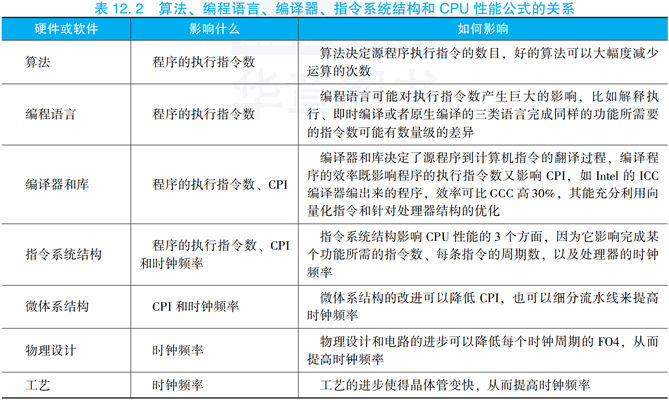 表 12. 2 算法、编程语言、编译器、指令系统结构和 CPU 性能公式的关系
硬件或软件 影响什么 如何影响
算法 程序的执行指令数 算法决定源程序执行指令的数目，好的算法可以大幅度减少
运算的次数
编程语言 程序的执行指令数 编程语言可能对执行指令数产生巨大的影响，比如解释执
行、即时编译或者原生编译的三类语言完成同样的功能所需要
的指令数可能有数量级的差异
编译器和库 程序的执行指令数、CPI 编译器和库决定了源程序到计算机指令的翻译过程，编译程
序的效率既影响程序的执行指令数又影响 CPI，如 Intel 的 ICC
编译器编出来的程序，效率可比 GCC 高 30%，其能充分利用向
量化指令和针对处理器结构的优化
指令系统结构 程序的执行指令数、CPI
和时钟频率 指令系统结构影响 CPU 性能的 3 个方面，因为它影响完成某
个功能所需的指令数、每条指令的周期数，以及处理器的时钟
频率
微体系结构 CPI 和时钟频率 微体系结构的改进可以降低 CPI，也可以细分流水线来提高
时钟频率
物理设计 时钟频率 物理设计和电路的进步可以降低每个时钟周期的 FO4，从而
提高时钟频率
工艺 时钟频率 工艺的进步使得晶体管变快，从而提高时钟频率